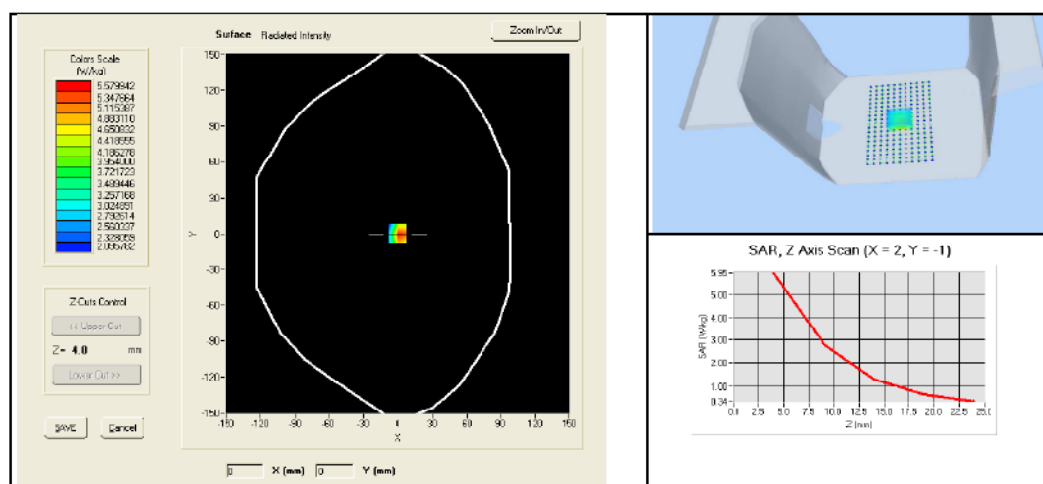 Surface Radiated Intensity
Zoom In/Out
Colors Scale
(W/kg)
5.579942
5.347664
5.115387
4.883110
4.650832
4.418555
4.186278
3.954000
3.721723
3.489446
3.257168
3.024891
2.792614
2.560337
2.328059
2.095782
Z-Cuts Control
<< Upper Cut
Z= 4.0 mm
Lower Cut >>
SAVE Cancel
150
120
90
60
30
0
-30
-60
-90
-120
-150
Y
-150 -120 -90 -60 -30 0 30 60 90 120 150
X
0 X (mm) 0 Y (mm)
SAR, Z Axis Scan (X = 2, Y = -1)
5.95
5.00
4.00
3.00
2.00
1.00
0.34
SAR (W/kg)
0.0 2.5 5.0 7.5 10.0 12.5 15.0 17.5 20.0 22.5 25.0
Z (mm)